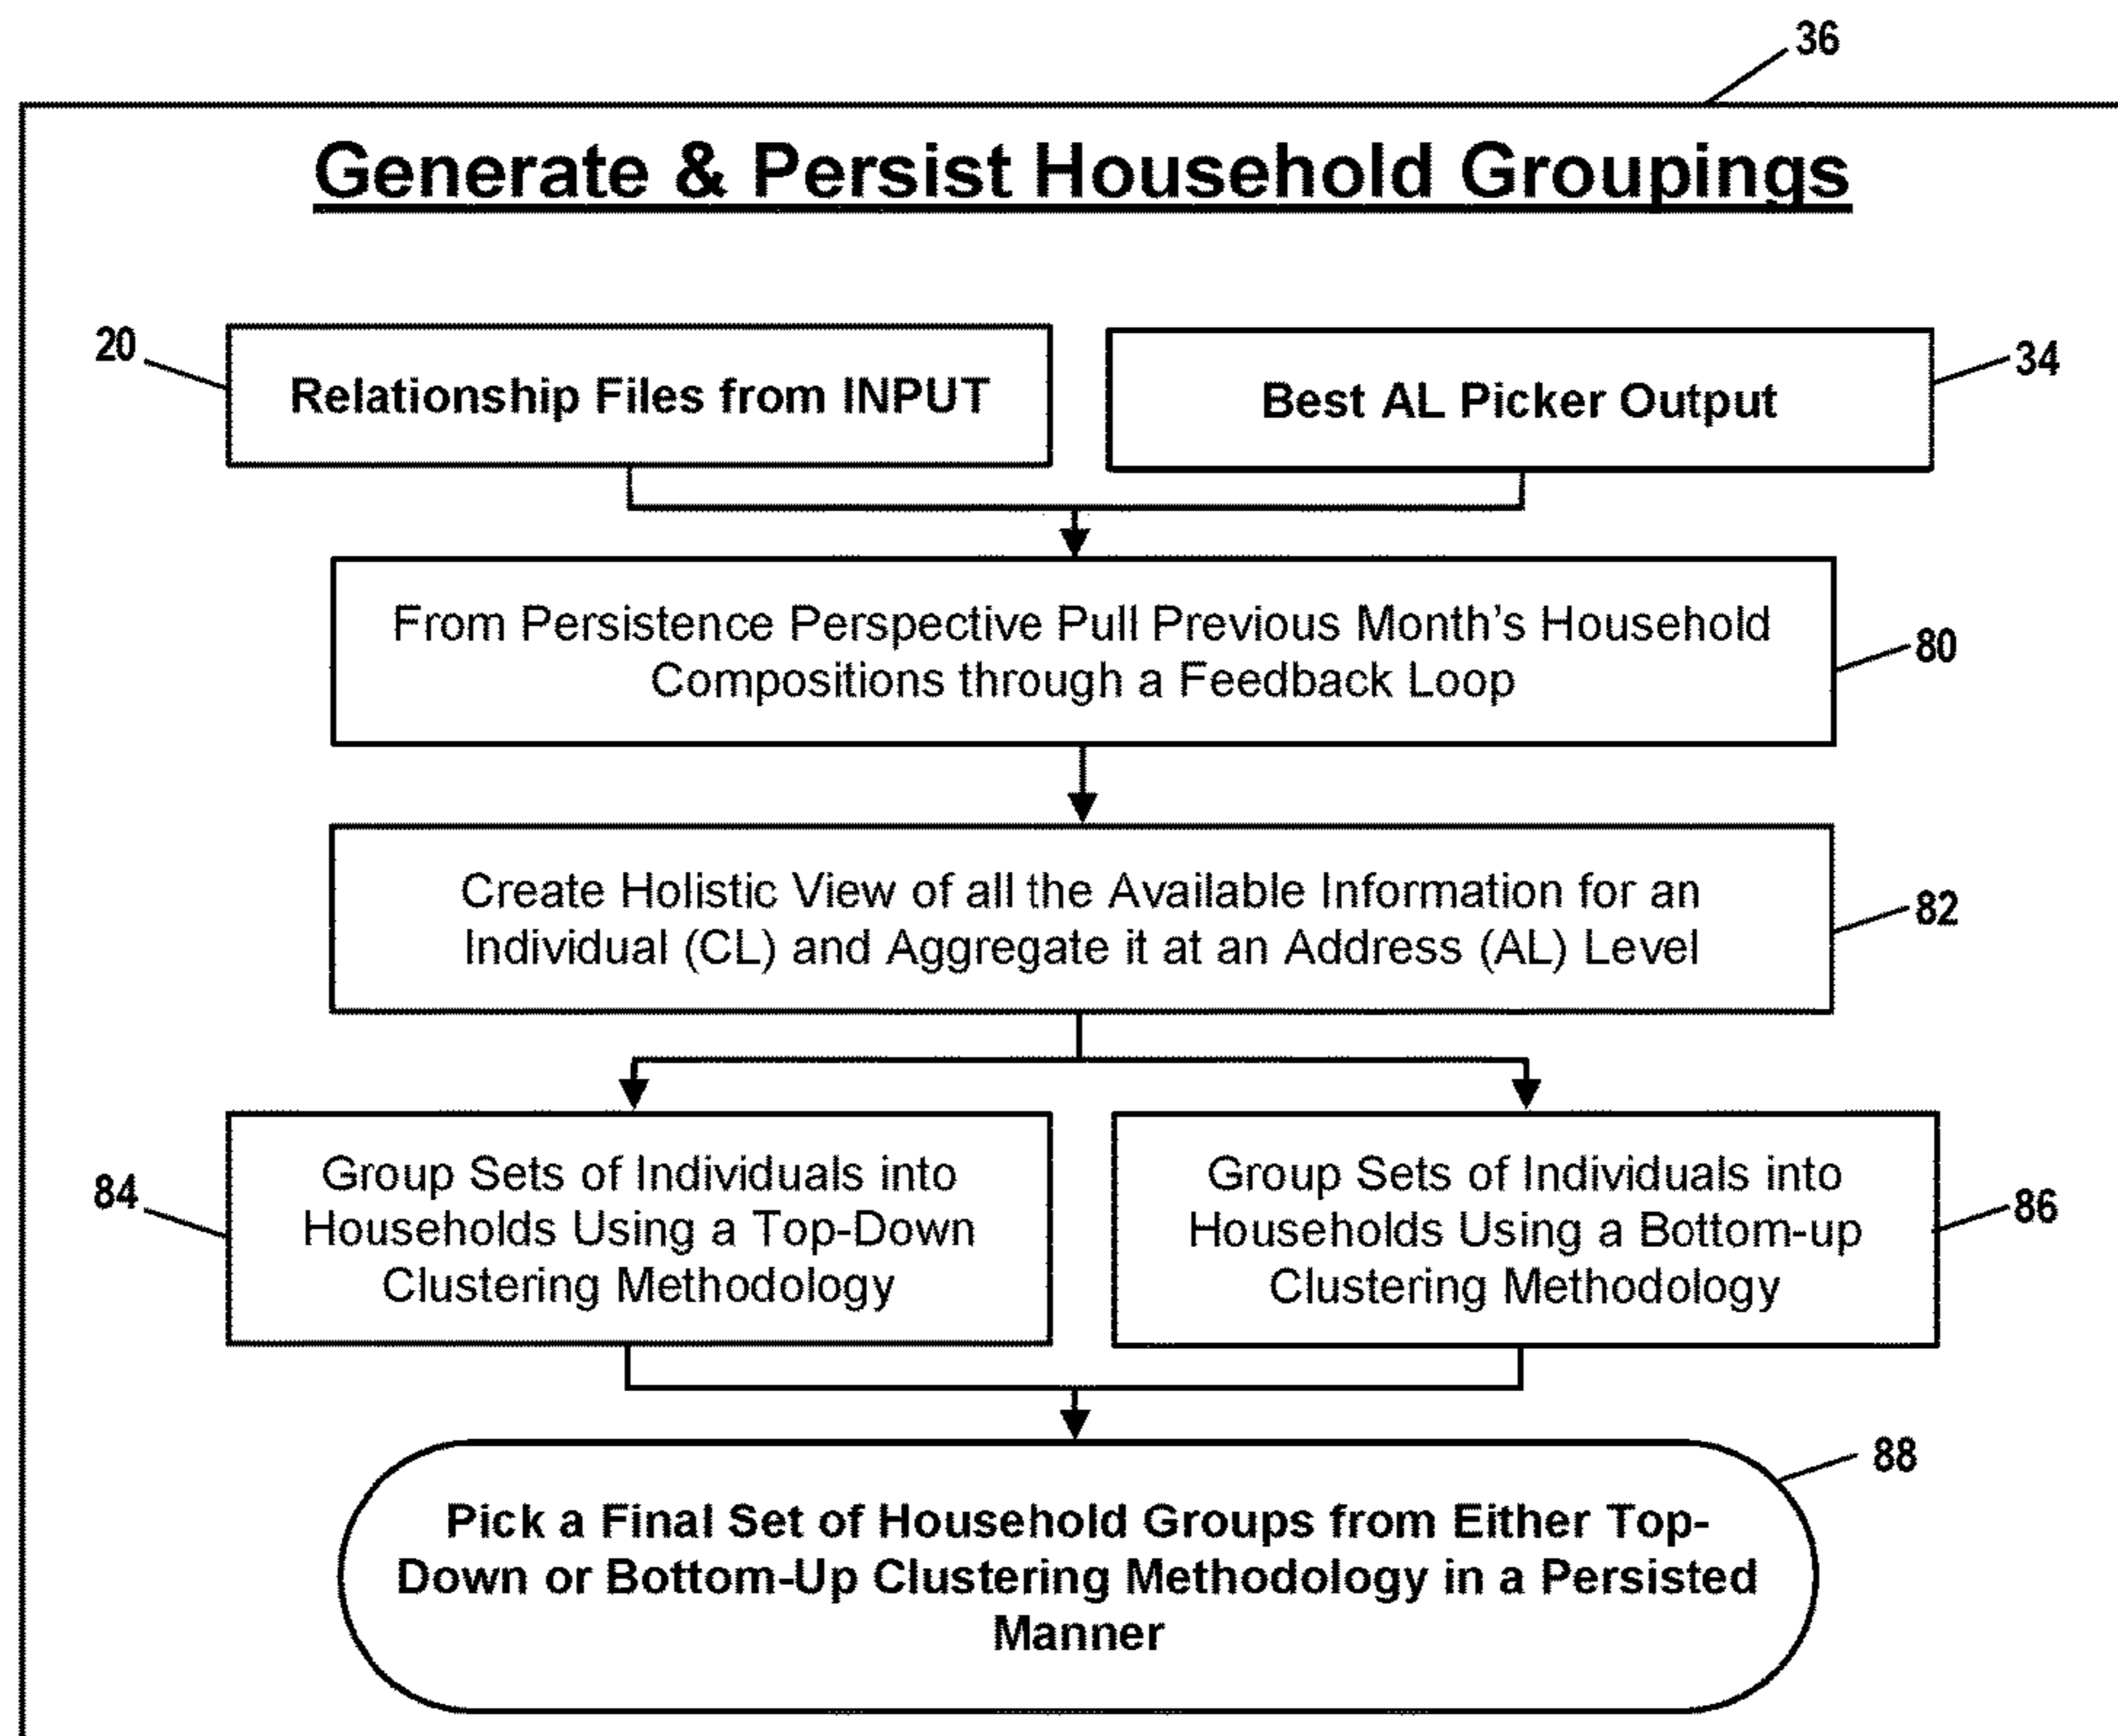 36
Generate & Persist Household Groupings
20
Relationship Files from INPUT
34
Best AL Picker Output
From Persistence Perspective Pull Previous Month's Household
Compositions through a Feedback Loop
80
Create Holistic View of all the Available Information for an
Individual (CL) and Aggregate it at an Address (AL) Level
82
84
Group Sets of Individuals into
Households Using a Top-Down
Clustering Methodology
Group Sets of Individuals into
Households Using a Bottom-up
Clustering Methodology
86
88
Pick a Final Set of Household Groups from Either Top-
Down or Bottom-Up Clustering Methodology in a Persisted
Manner